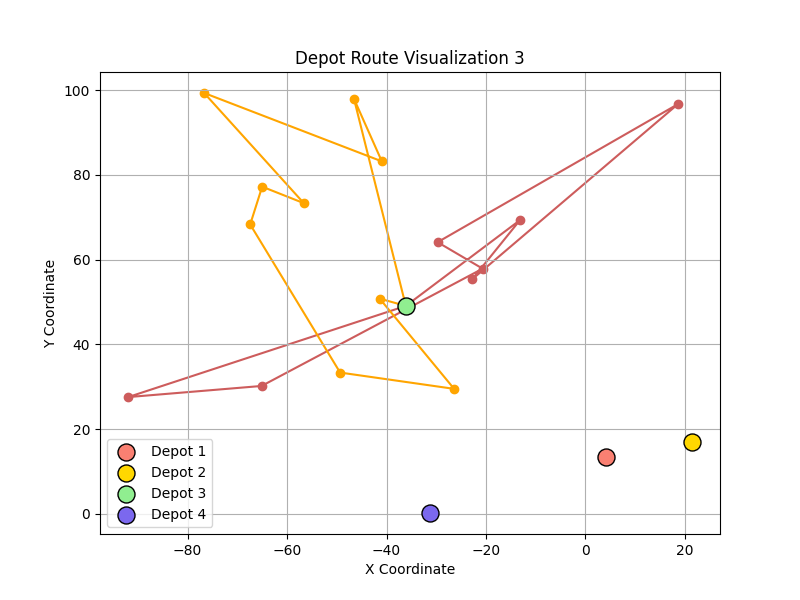 Depot Route Visualization 3
100
80
60
40
20
0
Y Coordinate
Depot 1
Depot 2
Depot 3
Depot 4
−80
−60
−40
−20
0
20
X Coordinate